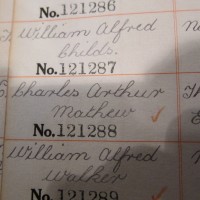 No.121286
William Alfred
Childs.
No.121287
Charles Arthur
Mathew
No.121288
William Alfred
Walker
No.121289